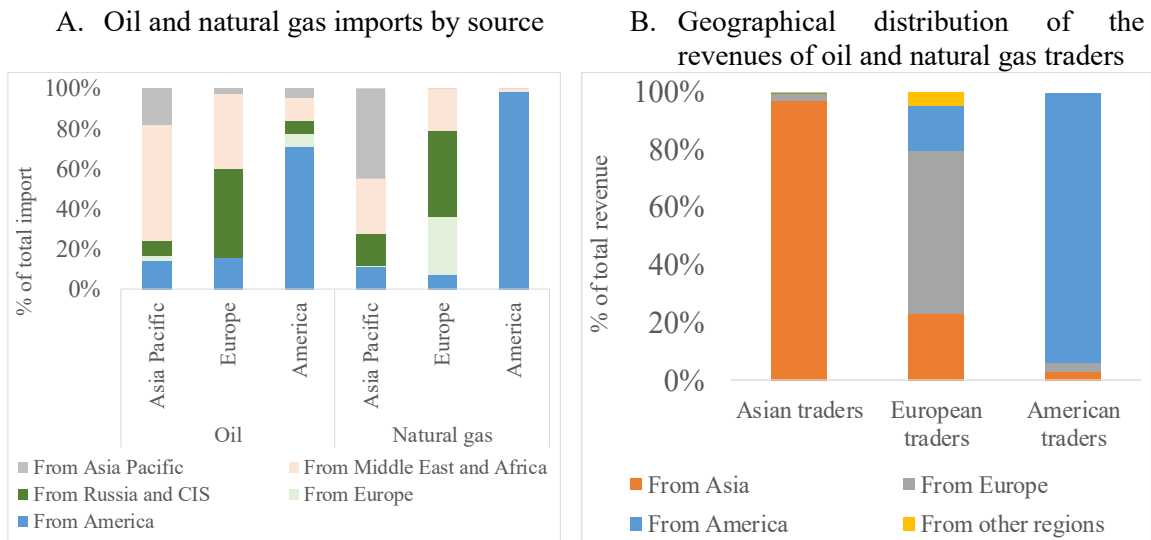 A. Oil and natural gas imports by source
% of total import
100%
80%
60%
40%
20%
0%
Asia Pacific
Europe
America
Asia Pacific
Europe
America
Oil
Natural gas
From Asia Pacific
From Middle East and Africa
From Russia and CIS
From Europe
From America
B. Geographical distribution of the
revenues of oil and natural gas traders
% of total revenue
100%
80%
60%
40%
20%
0%
Asian traders
European
traders
American
traders
From Asia
From Europe
From America
From other regions